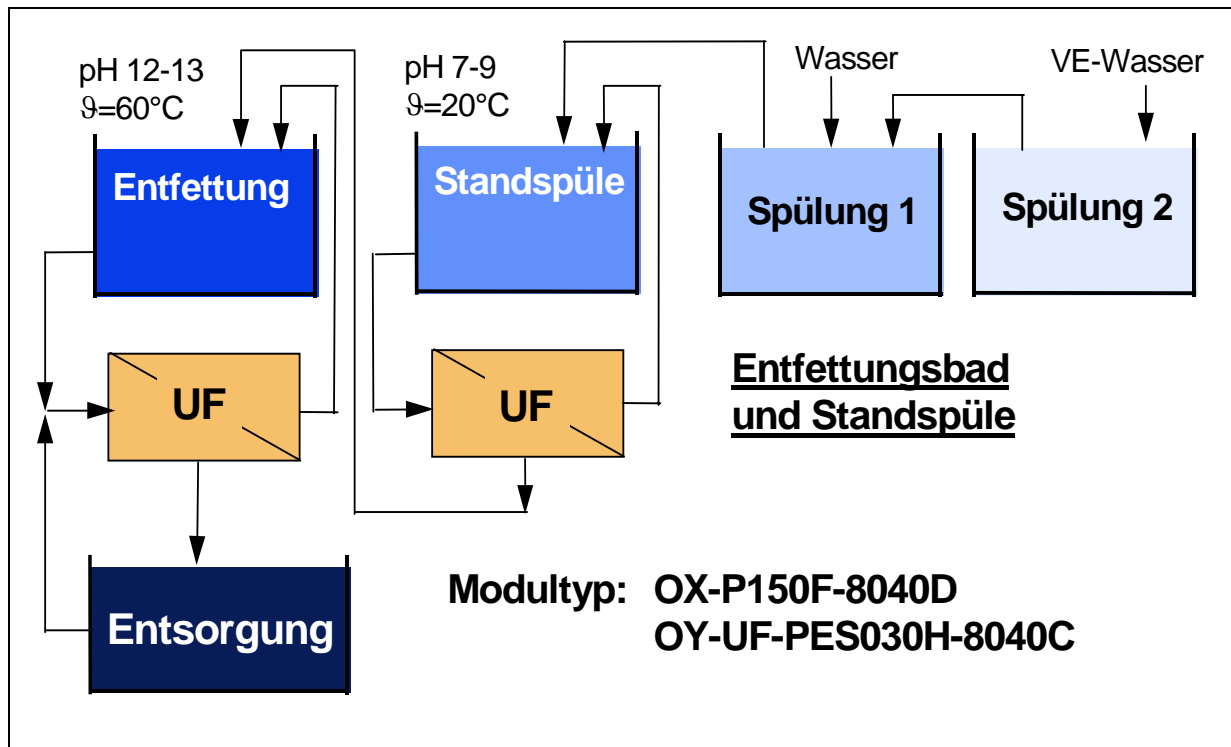 pH 12-13
ϑ=60°C
pH 7-9
ϑ=20°C
Wasser
VE-Wasser
Entfettung
Standspüle
Spülung 1
Spülung 2
UF
UF
Entfettungsbad
und Standspüle
Entsorgung
Modultyp: OX-P150F-8040D
OY-UF-PES030H-8040C